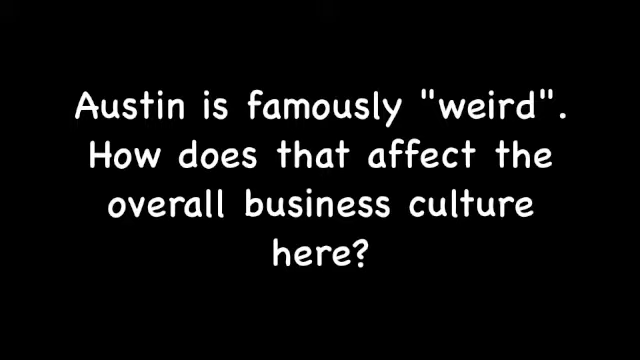 Austin is famously "weird".
How does that affect the
overall business culture
here?